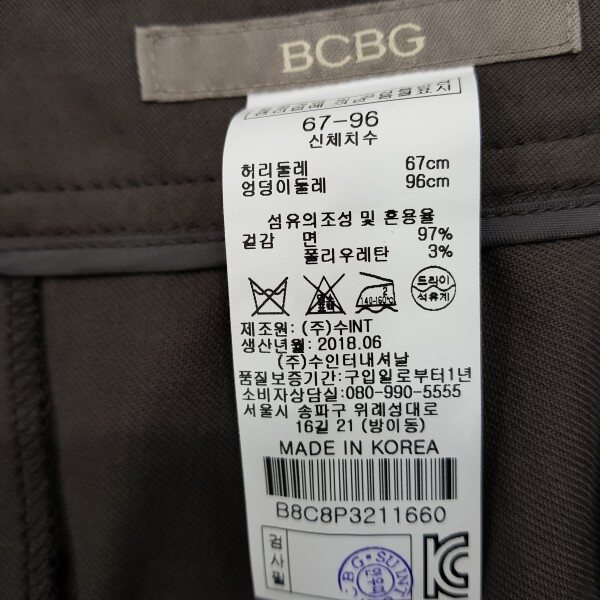 BCBG
67-96
신체치수
허리둘레 67cm
엉덩이둘레 96cm
섬유의조성 및 혼용율
겉감 면 97%
폴리우레탄 3%
2
140-160℃
드라이
석유계
제조원: (주)수INT
생산년월: 2018.06
(주)수인터내셔날
품질보증기간:구입일로부터1년
소비자상담실:080-990-5555
서울시 송파구 위례성대로
16길 21 (방이동)
MADE IN KOREA
B8C8P3211660
검사필